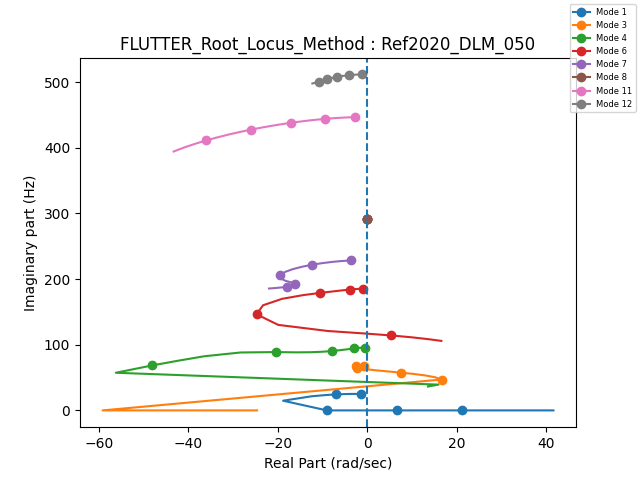 FLUTTER_Root_Locus_Method : Ref2020_DLM_050
Mode 1
Mode 3
Mode 4
Mode 6
Mode 7
Mode 8
Mode 11
Mode 12
Imaginary part (Hz)
500
400
300
200
100
0
−60
−40
−20
0
20
40
Real Part (rad/sec)